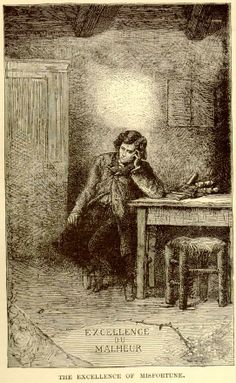 EXCELLENCE
DU
MALHEUR
THE EXCELLENCE OF MISFORTUNE.